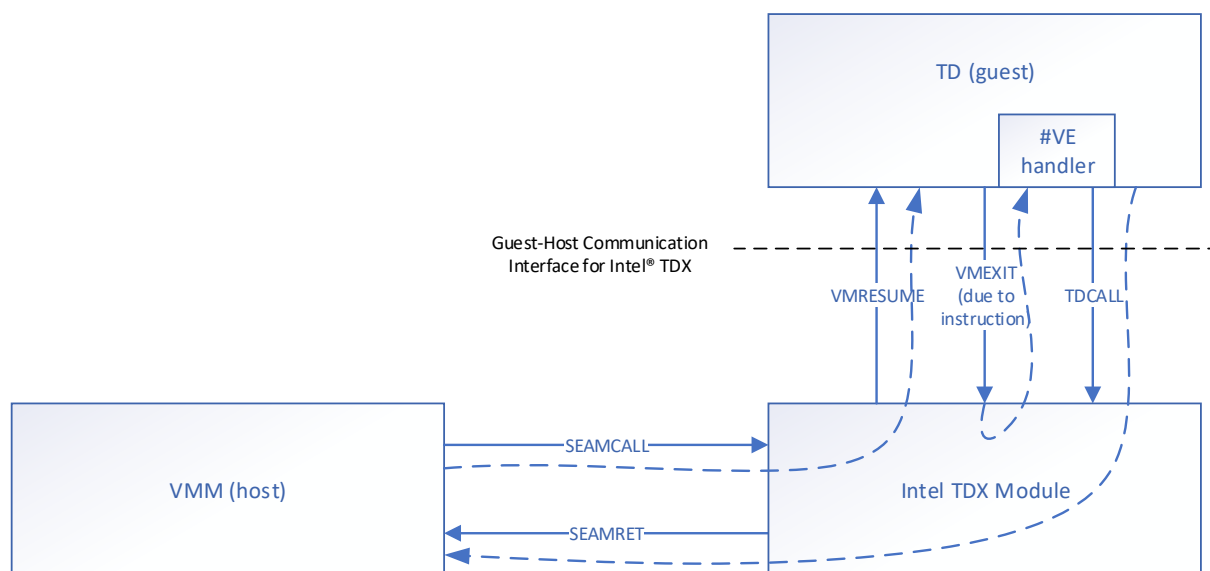 TD (guest)
#VE
handler
Guest-Host Communication
Interface for Intel® TDX
VMRESUME
VMEXIT
(due to
instruction)
TDCALL
SEAMCALL
VMM (host)
Intel TDX Module
SEAMRET